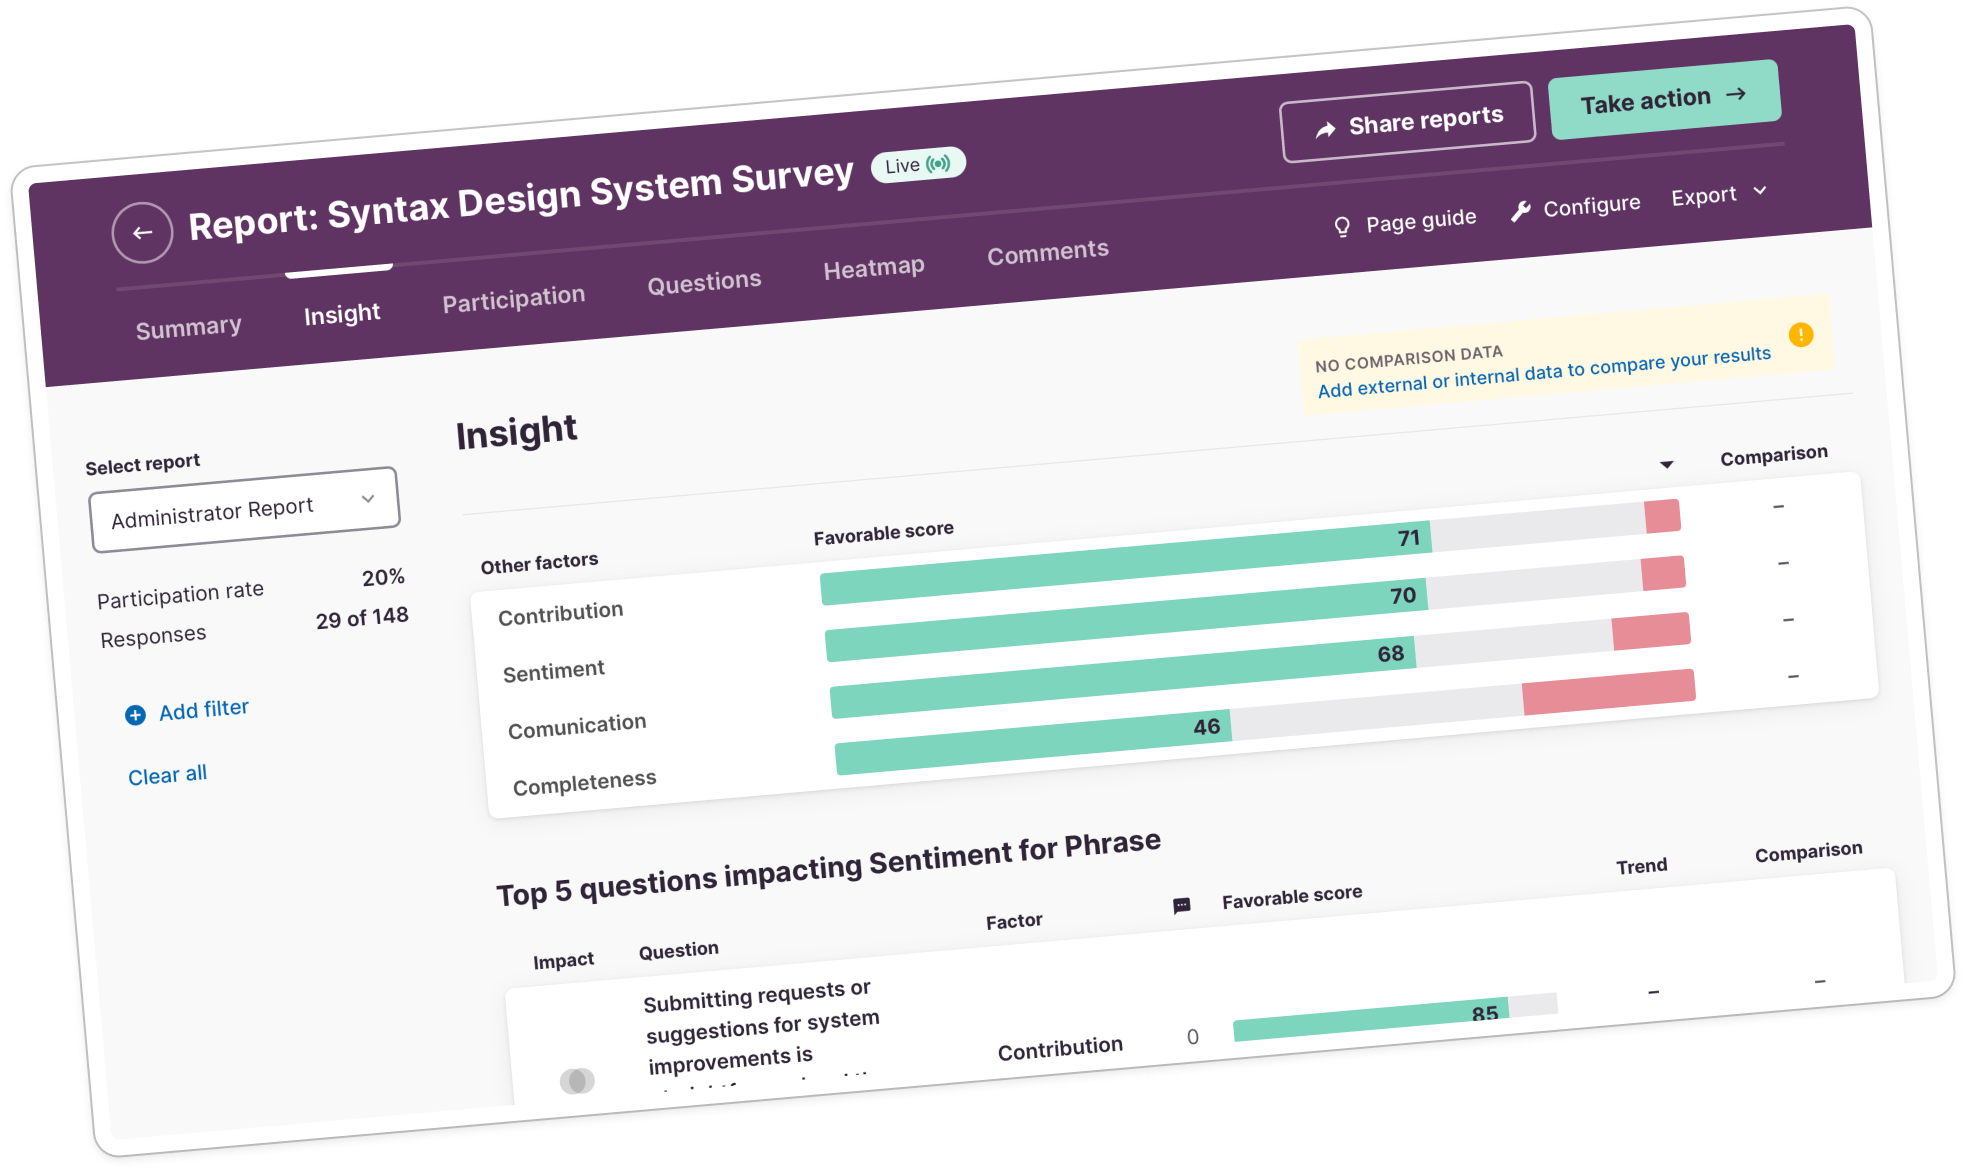 Report: Syntax Design System Survey
Live
Share reports
Take action
Summary
Insight
Participation
Questions
Heatmap
Comments
Page guide
Configure
Export
Select report
Administrator Report
Participation rate 20%
Responses 29 of 148
Add filter
Clear all
Insight
NO COMPARISON DATA
Add external or internal data to compare your results
Other factors Favorable score Comparison
Contribution 71 –
Sentiment 70 –
Comunication 68 –
Completeness 46 –
Top 5 questions impacting Sentiment for Phrase
Impact Question Factor Favorable score Trend Comparison
Submitting requests or
suggestions for system
improvements is
Contribution 0 85 – –